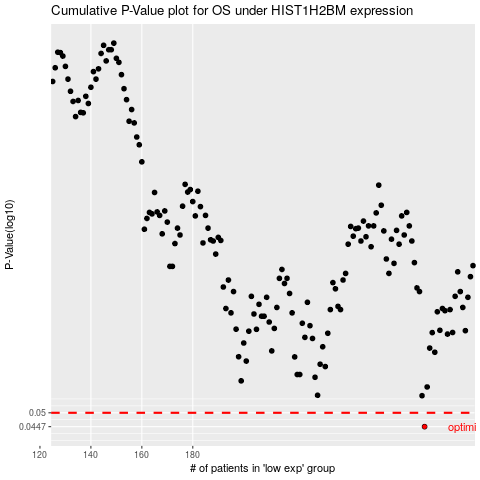 Cumulative P-Value plot for OS under HIST1H2BM expression
P-Value(log10)
0.05
0.0447
optimi
120 140 160 180
# of patients in 'low exp' group